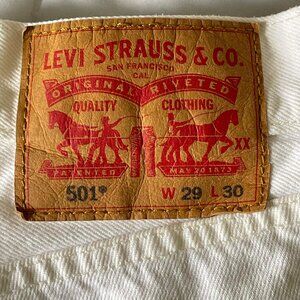 LEVI STRAUSS & CO.
SAN FRANCISCO
CAL.
ORIGINAL RIVETED
QUALITY CLOTHING
XX
PATENTED MAY 20 1873
501® W 29 L 30